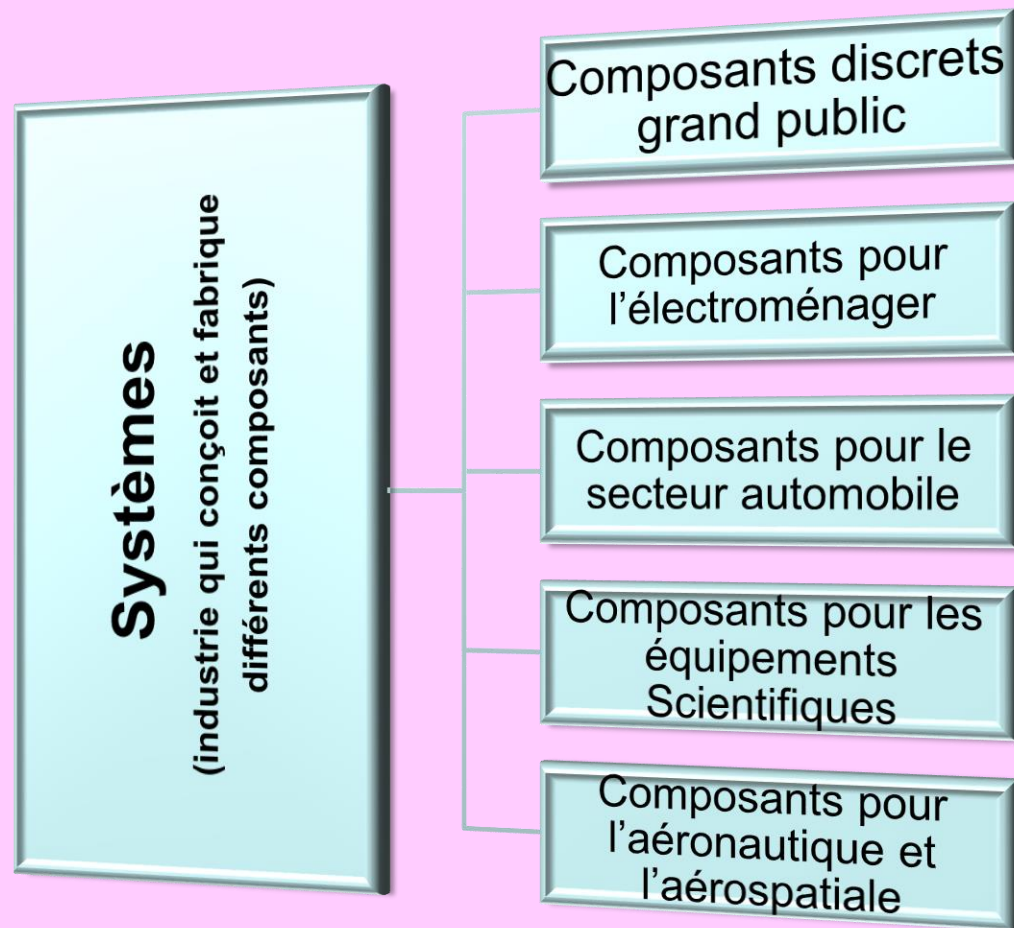 Systèmes
(industrie qui conçoit et fabrique
différents composants)
Composants discrets
grand public
Composants pour
l’électroménager
Composants pour le
secteur automobile
Composants pour les
équipements
Scientifiques
Composants pour
l’aéronautique et
l’aérospatiale